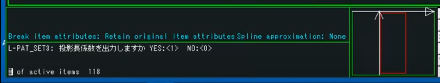 Break item attributes: Retain original item attributes Spline approximation: None
L-PAT_SET3: 投影長係数を出力しますか YES:<1> NO:<0>
# of active items 118